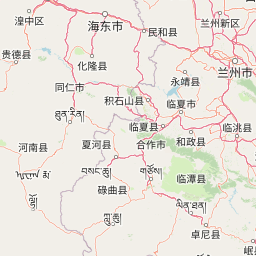 湟中区
海东市
兰州新区
民和县
贵德县
化隆县
永靖县
兰州市
同仁市
积石山县
临夏市
ཐུན་རིན
临夏县
临洮县
河南县
夏河县
合作市
和政县
བསང་ཆུ
གཙོས
临潭县
碌曲县
ཀླུ་ཆུ
卓尼县
ཅོ་ནེ